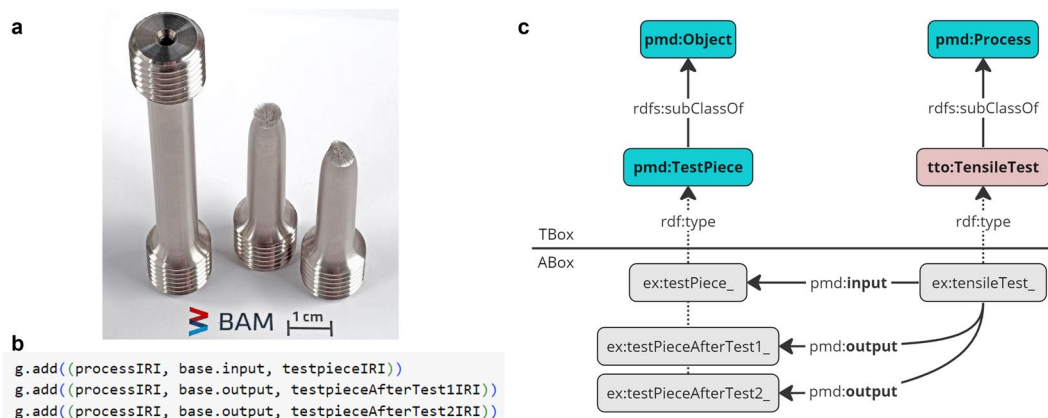 a
BAM 1 cm
b
g.add((processIRI, base.input, testpieceIRI))
g.add((processIRI, base.output, testpieceAfterTest1IRI))
g.add((processIRI, base.output, testpieceAfterTest2IRI))
c
pmd:Object
pmd:Process
rdfs:subClassOf
rdfs:subClassOf
pmd:TestPiece
tto:TensileTest
rdf:type
rdf:type
TBox
ABox
ex:testPiece_
pmd:input
ex:tensileTest_
ex:testPieceAfterTest1_
pmd:output
ex:testPieceAfterTest2_
pmd:output